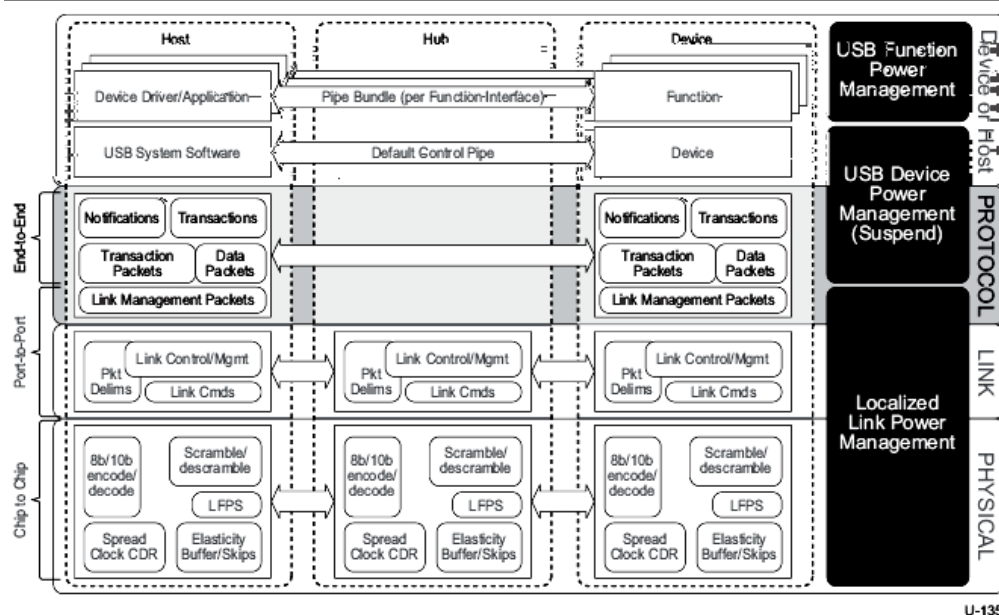 Host
Hub
Device
Device Driver/Application
Pipe Bundle (per Function-Interface)
Function
USB System Software
Default Control Pipe
Device
USB Function
Power
Management
Device or Host
USB Device
Power
Management
(Suspend)
End-to-End
Notifications
Transactions
Transaction
Packets
Data
Packets
Link Management Packets
Notifications
Transactions
Transaction
Packets
Data
Packets
Link Management Packets
PROTOCOL
Port-to-Port
Pkt
Delims
Link Control/Mgmt
Link Cmds
Pkt
Delims
Link Control/Mgmt
Link Cmds
Pkt
Delims
Link Control/Mgmt
Link Cmds
LINK
Localized
Link Power
Management
Chip to Chip
8b/10b
encode/
decode
Scramble/
descramble
LFPS
Spread
Clock CDR
Elasticity
Buffer/Skips
8b/10b
encode/
decode
Scramble/
descramble
LFPS
Spread
Clock CDR
Elasticity
Buffer/Skips
8b/10b
encode/
decode
Scramble/
descramble
LFPS
Spread
Clock CDR
Elasticity
Buffer/Skips
PHYSICAL
U-135